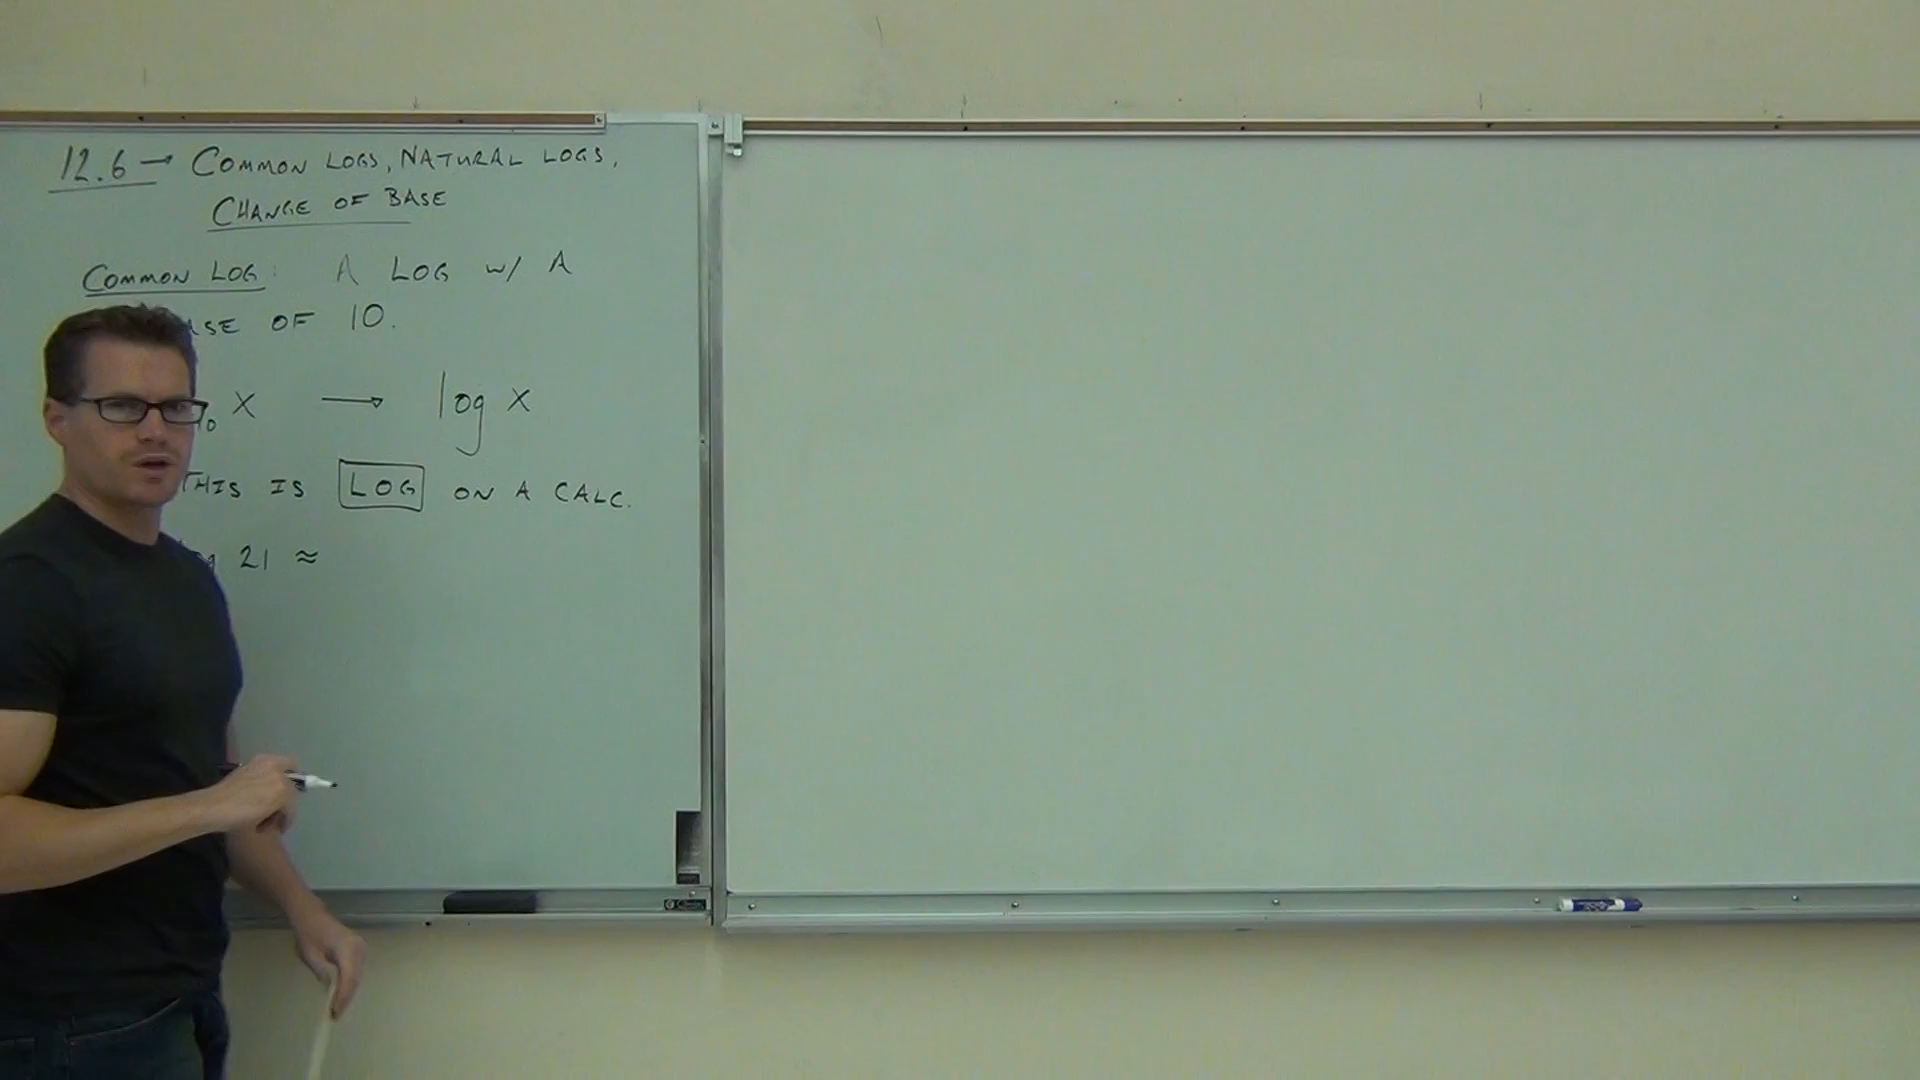 12.6 → COMMON LOGS, NATURAL LOGS,
CHANGE OF BASE
COMMON LOG: A LOG w/ A
OF 10.
10 X → log X
THIS IS LOG ON A CALC.
21 ≈